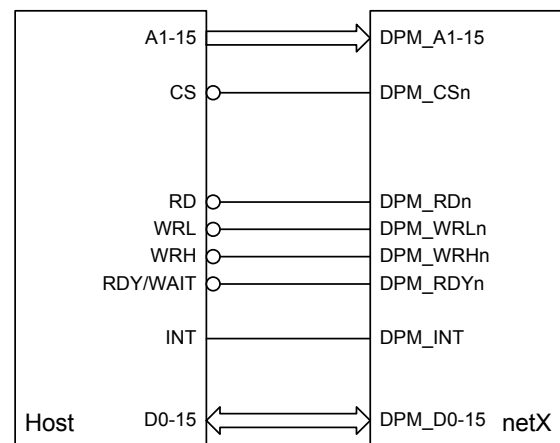 A1-15 DPM_A1-15
CS DPM_CSn
RD DPM_RDn
WRL DPM_WRLn
WRH DPM_WRHn
RDY/WAIT DPM_RDYn
INT DPM_INT
Host D0-15 DPM_D0-15 netX